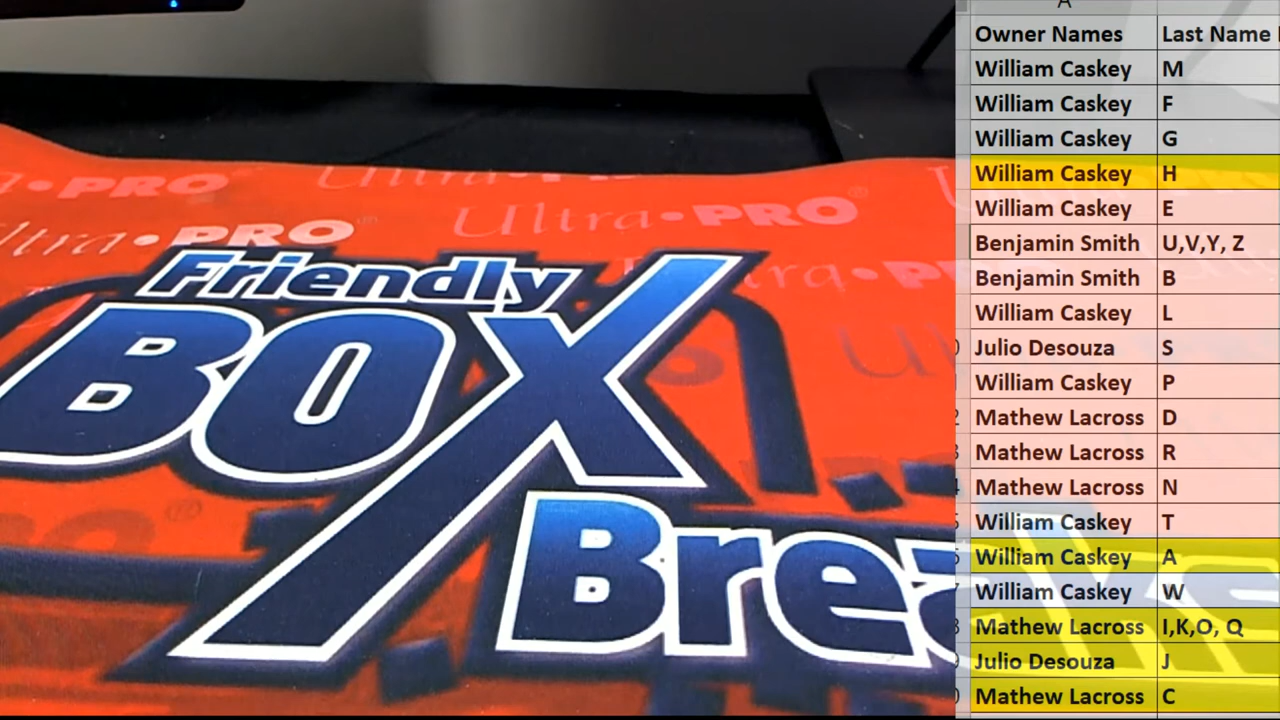 A
Owner Names Last Name
William Caskey M
William Caskey F
William Caskey G
William Caskey H
William Caskey E
Benjamin Smith U,V,Y, Z
Benjamin Smith B
William Caskey L
Julio Desouza S
William Caskey P
Mathew Lacross D
Mathew Lacross R
Mathew Lacross N
William Caskey T
William Caskey A
William Caskey W
Mathew Lacross I,K,O, Q
Julio Desouza J
Mathew Lacross C
PRO Ultra
Ultra•PRO Ultra•PRO®
Friendly
BOX
Brea